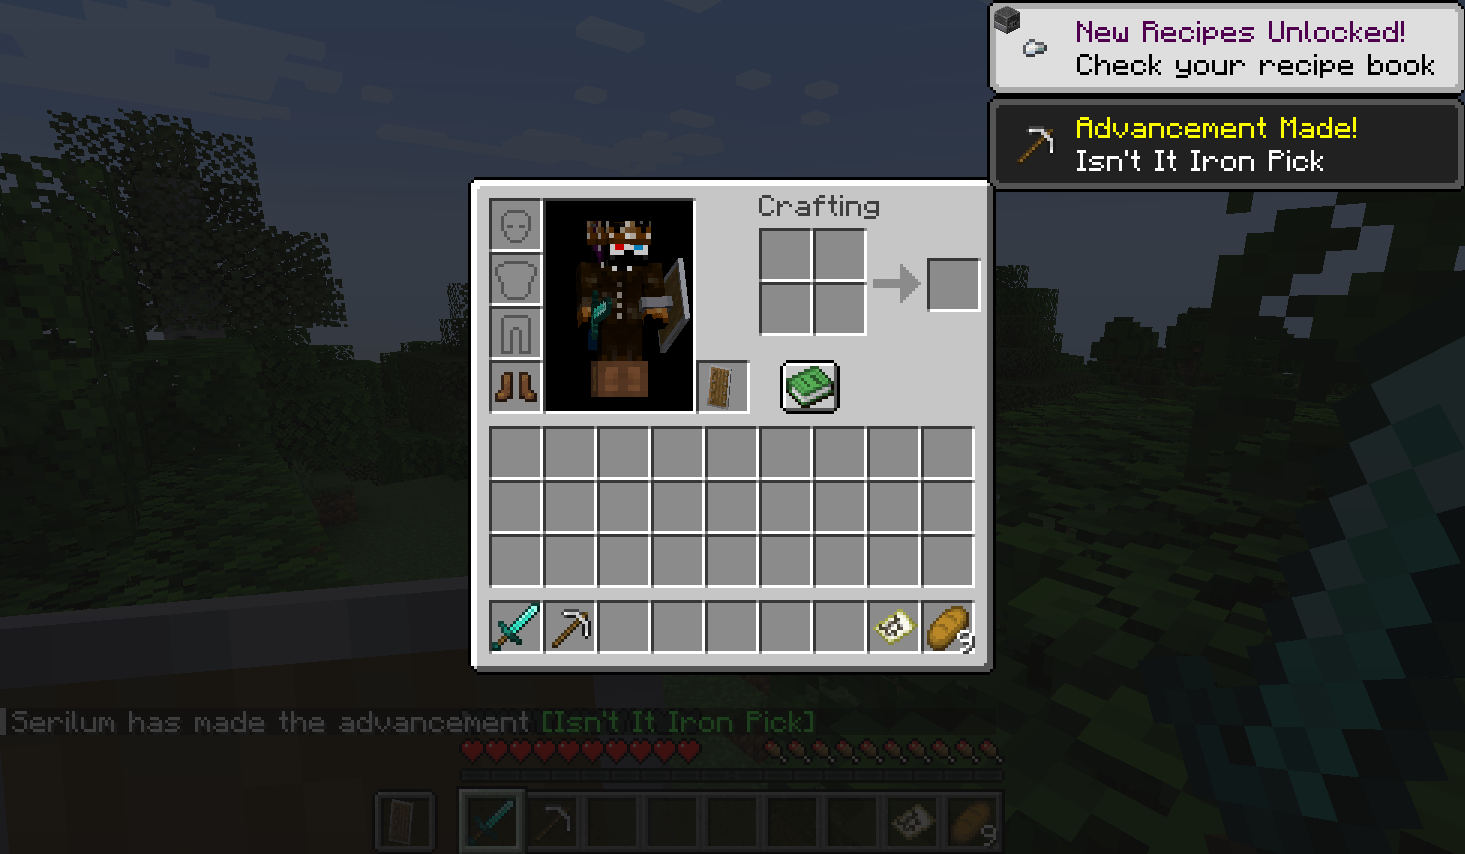 New Recipes Unlocked!
Check your recipe book
Advancement Made!
Isn't It Iron Pick
Crafting
9
Serilum has made the advancement [Isn't It Iron Pick]
9